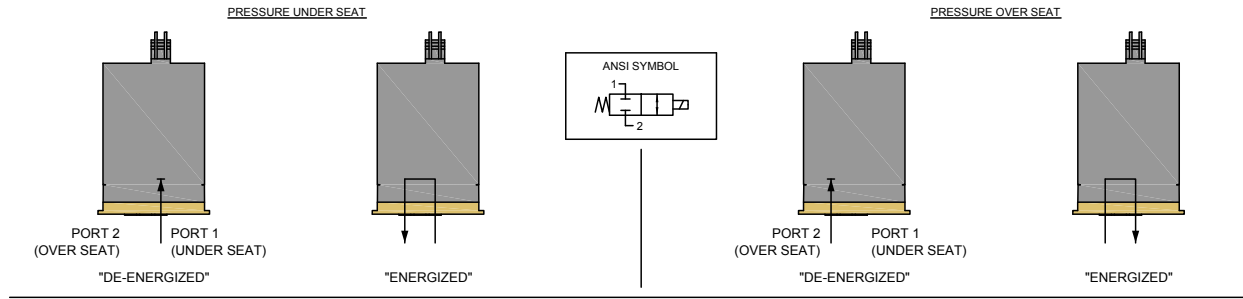 PRESSURE UNDER SEAT
PORT 2
(OVER SEAT)
PORT 1
(UNDER SEAT)
"DE-ENERGIZED"
"ENERGIZED"
ANSI SYMBOL
1
2
PRESSURE OVER SEAT
PORT 2
(OVER SEAT)
PORT 1
(UNDER SEAT)
"DE-ENERGIZED"
"ENERGIZED"